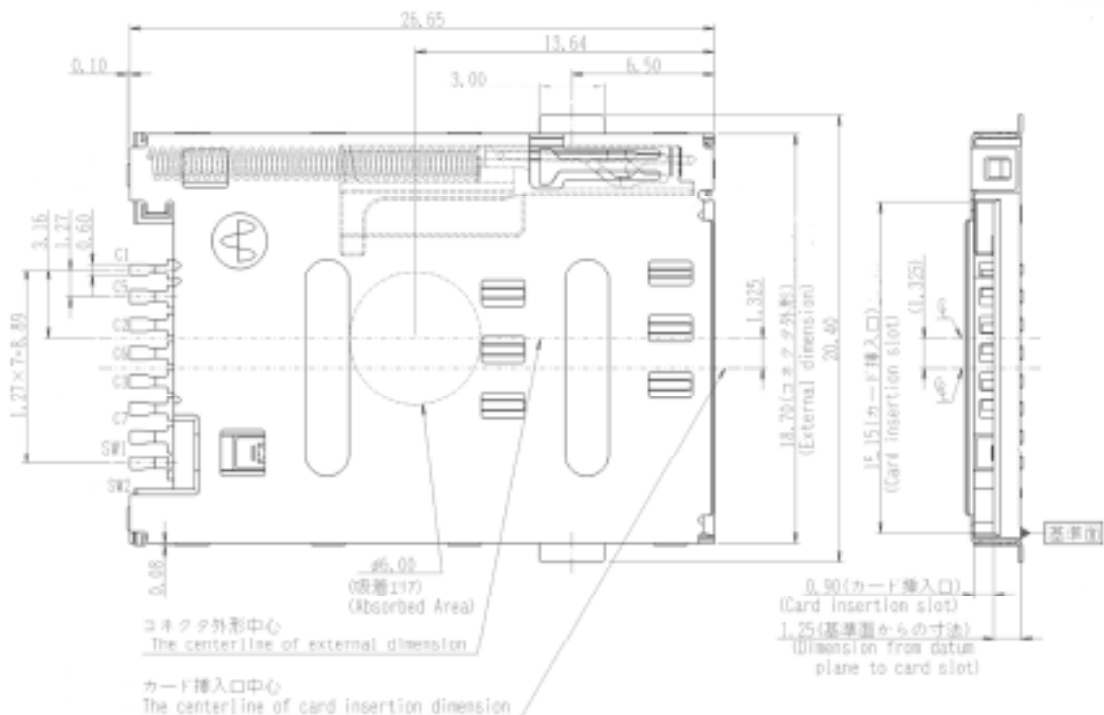 26.65
13.64
0.10
3.00
6.50
3.16
1.27
0.60
C1
C5
C2
C6
C3
C7
SW1
SW2
1.27×7=8.89
1.325
18.70(コネクタ外形)
(External dimension)
20.40
(カード挿入口)
(Card insertion slot)
(1.325)
基準面
0.08
ø6.00
(吸着エリア)
(Absorbed Area)
0.90(カード挿入口)
(Card insertion slot)
1.25(基準面からの寸法)
(Dimension from datum
plane to card slot)
コネクタ外形中心
The centerline of external dimension
カード挿入口中心
The centerline of card insertion dimension